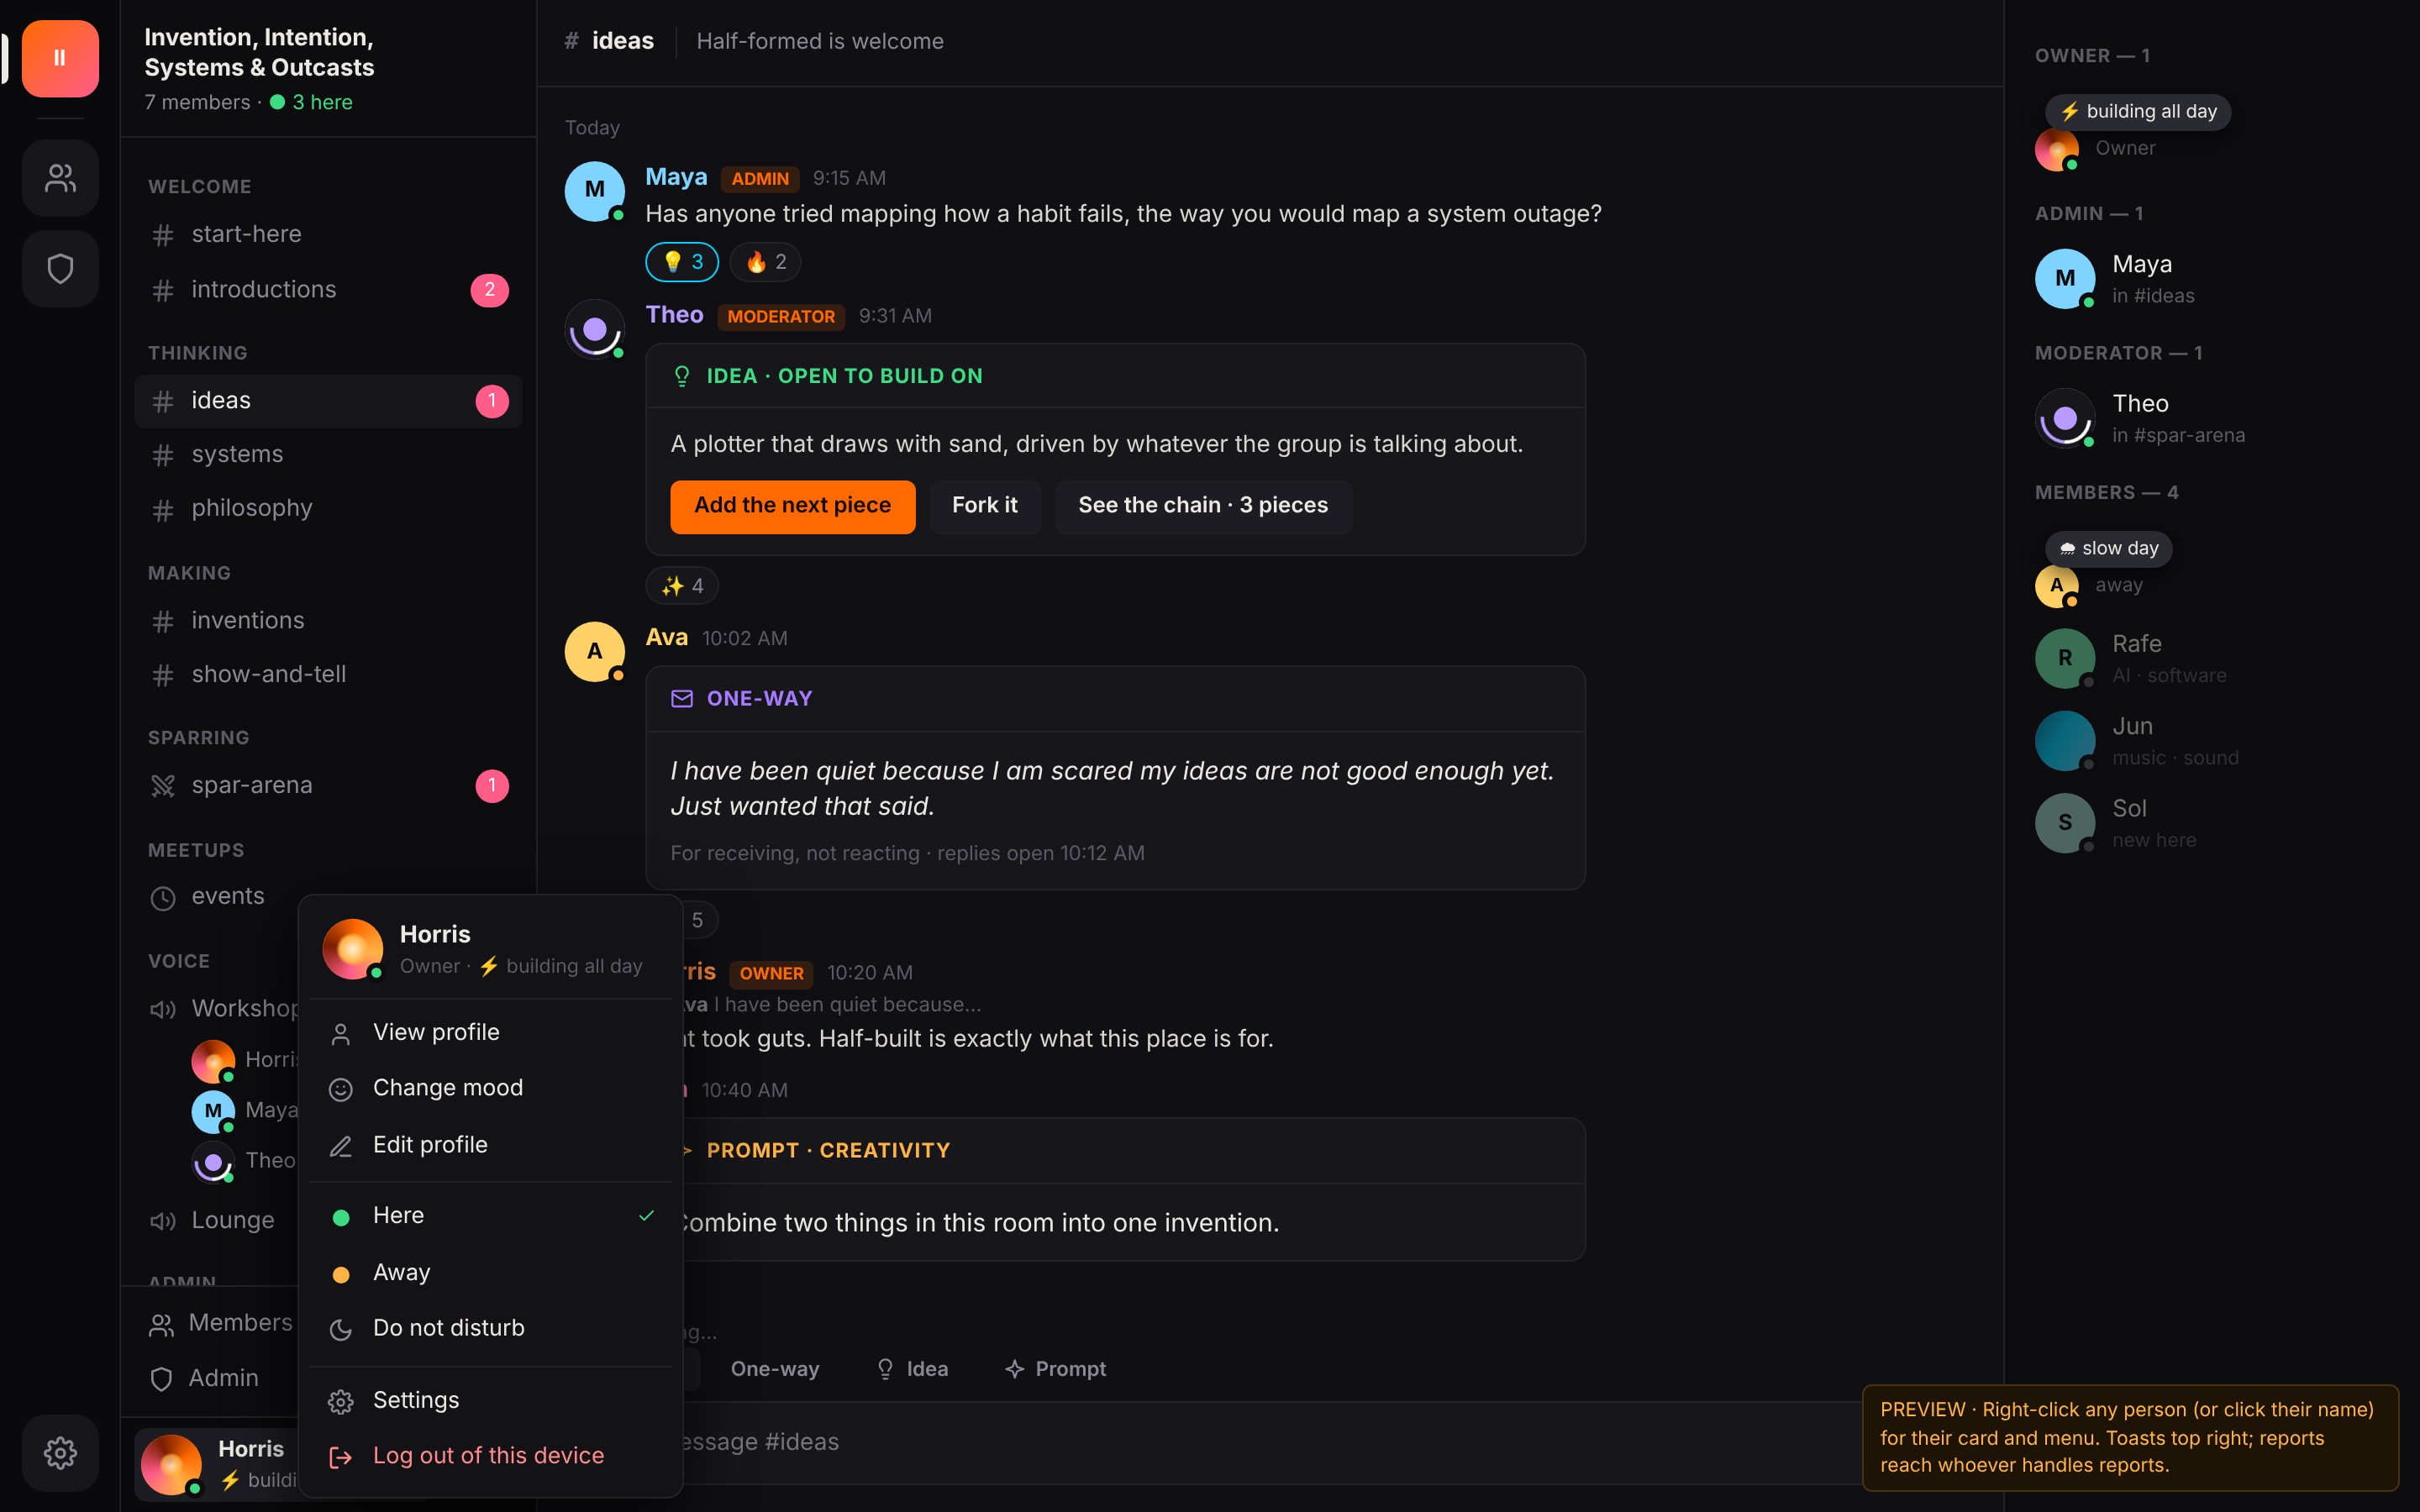 II
Invention, Intention,
Systems & Outcasts
7 members · 3 here
WELCOME
# start-here
# introductions 2
THINKING
# ideas 1
# systems
# philosophy
MAKING
# inventions
# show-and-tell
SPARRING
spar-arena 1
MEETUPS
events
VOICE
Workshop
Horris
M Maya
Theo
Lounge
ADMIN
Members
Admin
Horris
⚡ buildi
Horris
Owner · ⚡ building all day
View profile
Change mood
Edit profile
Here
Away
Do not disturb
Settings
Log out of this device
# ideas Half-formed is welcome
Today
M Maya ADMIN 9:15 AM
Has anyone tried mapping how a habit fails, the way you would map a system outage?
💡 3 🔥 2
Theo MODERATOR 9:31 AM
IDEA · OPEN TO BUILD ON
A plotter that draws with sand, driven by whatever the group is talking about.
Add the next piece Fork it See the chain · 3 pieces
✨ 4
A Ava 10:02 AM
ONE-WAY
I have been quiet because I am scared my ideas are not good enough yet.
Just wanted that said.
For receiving, not reacting · replies open 10:12 AM
5
rris OWNER 10:20 AM
va I have been quiet because...
t took guts. Half-built is exactly what this place is for.
10:40 AM
PROMPT · CREATIVITY
Combine two things in this room into one invention.
g...
One-way Idea Prompt
essage #ideas
OWNER — 1
⚡ building all day
Owner
ADMIN — 1
M Maya
in #ideas
MODERATOR — 1
Theo
in #spar-arena
MEMBERS — 4
🌧 slow day
A away
R Rafe
AI · software
Jun
music · sound
S Sol
new here
PREVIEW · Right-click any person (or click their name)
for their card and menu. Toasts top right; reports
reach whoever handles reports.